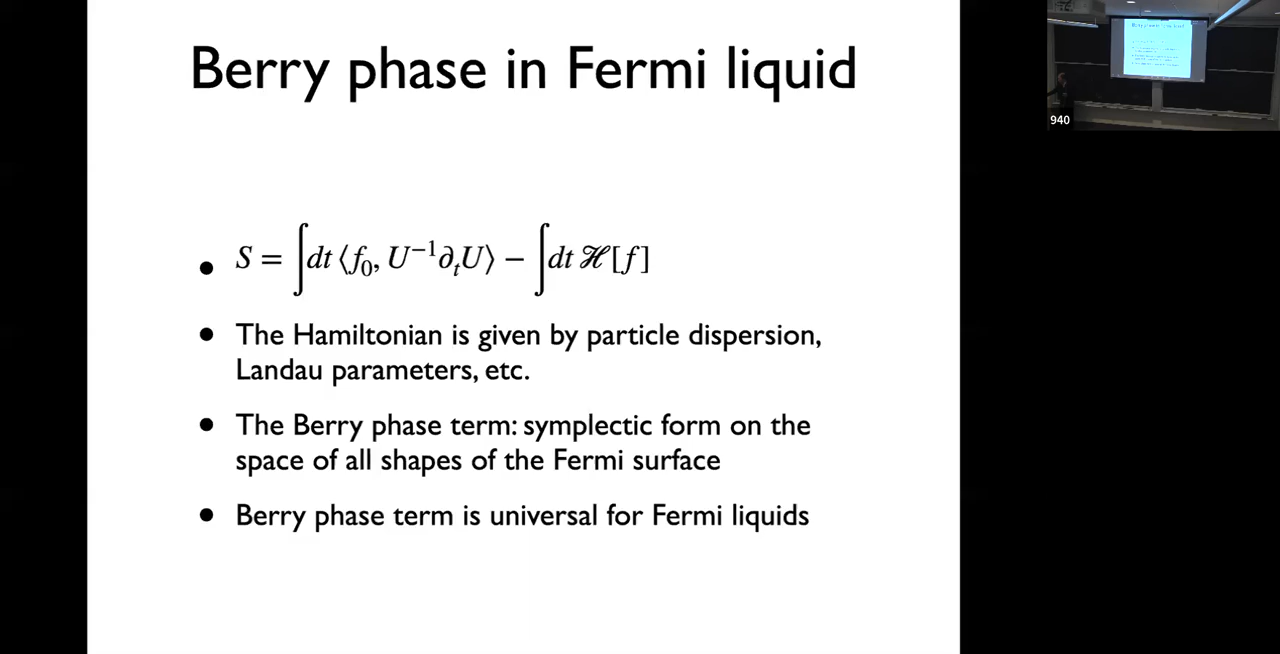 Berry phase in Fermi liquid
• S = ∫dt ⟨f₀, U⁻¹∂ₜU⟩ − ∫dt ℋ[f]
• The Hamiltonian is given by particle dispersion,
Landau parameters, etc.
• The Berry phase term: symplectic form on the
space of all shapes of the Fermi surface
• Berry phase term is universal for Fermi liquids
940